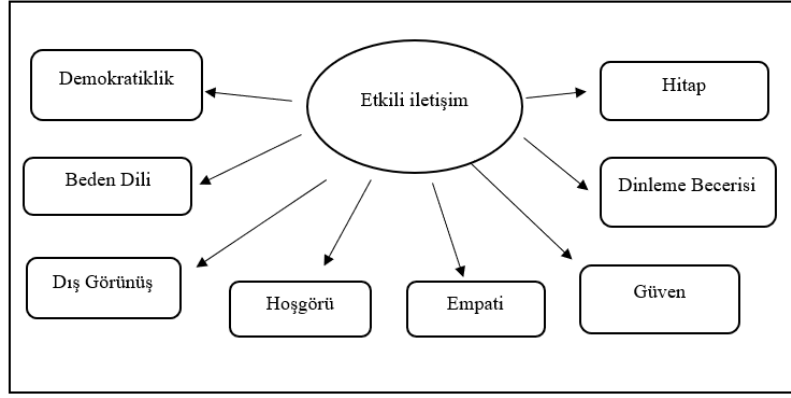 Demokratiklik
Etkili iletişim
Hitap
Beden Dili
Dinleme Becerisi
Dış Görünüş
Hoşgörü
Empati
Güven